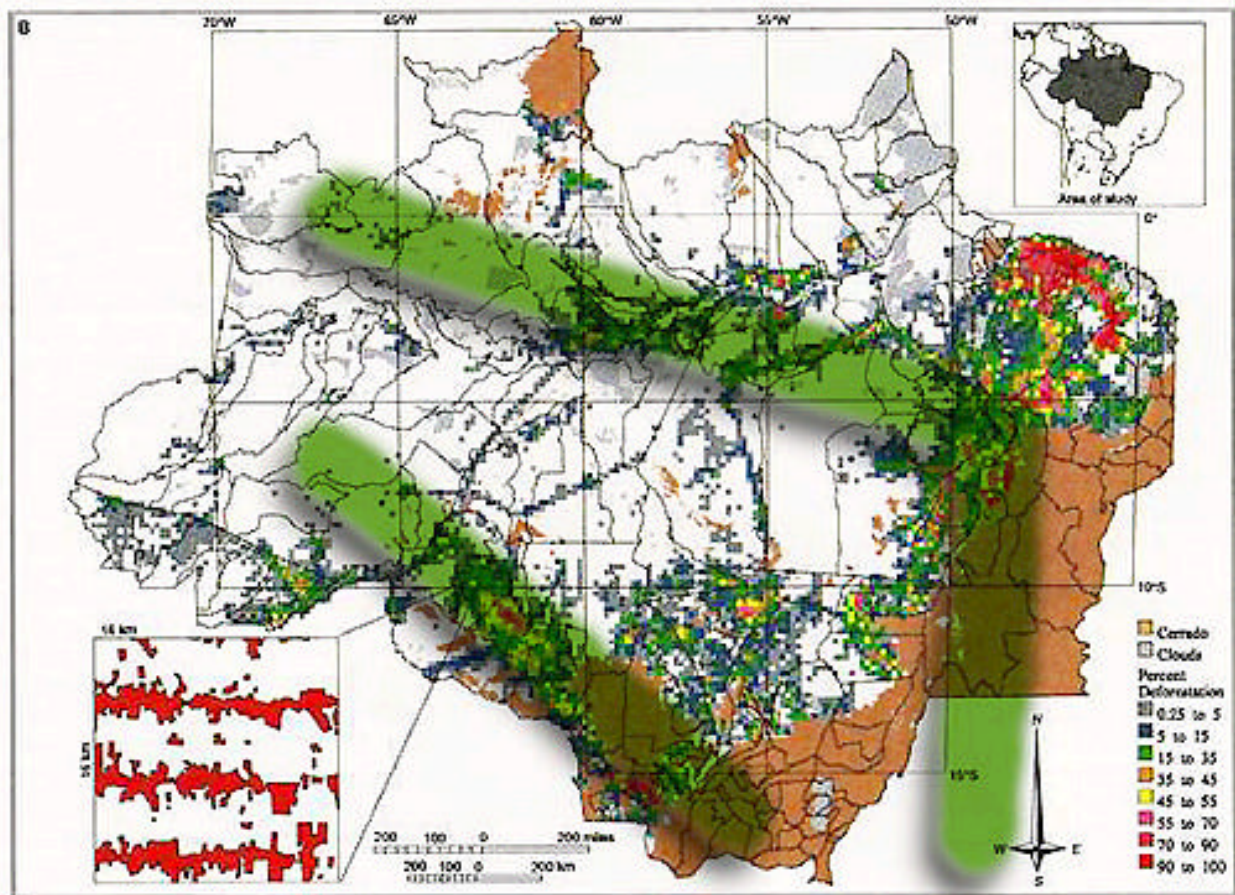 B
70°W 65°W 60°W 55°W 50°W
Area of study
0°
10°S
15°S
16 km
16 km
Cerrado
Clouds
Percent
Deforestation
0.25 to 5
5 to 15
15 to 35
35 to 45
45 to 55
55 to 70
70 to 90
90 to 100
N
W E
S
200 100 0 200 miles
200 100 0 200 km